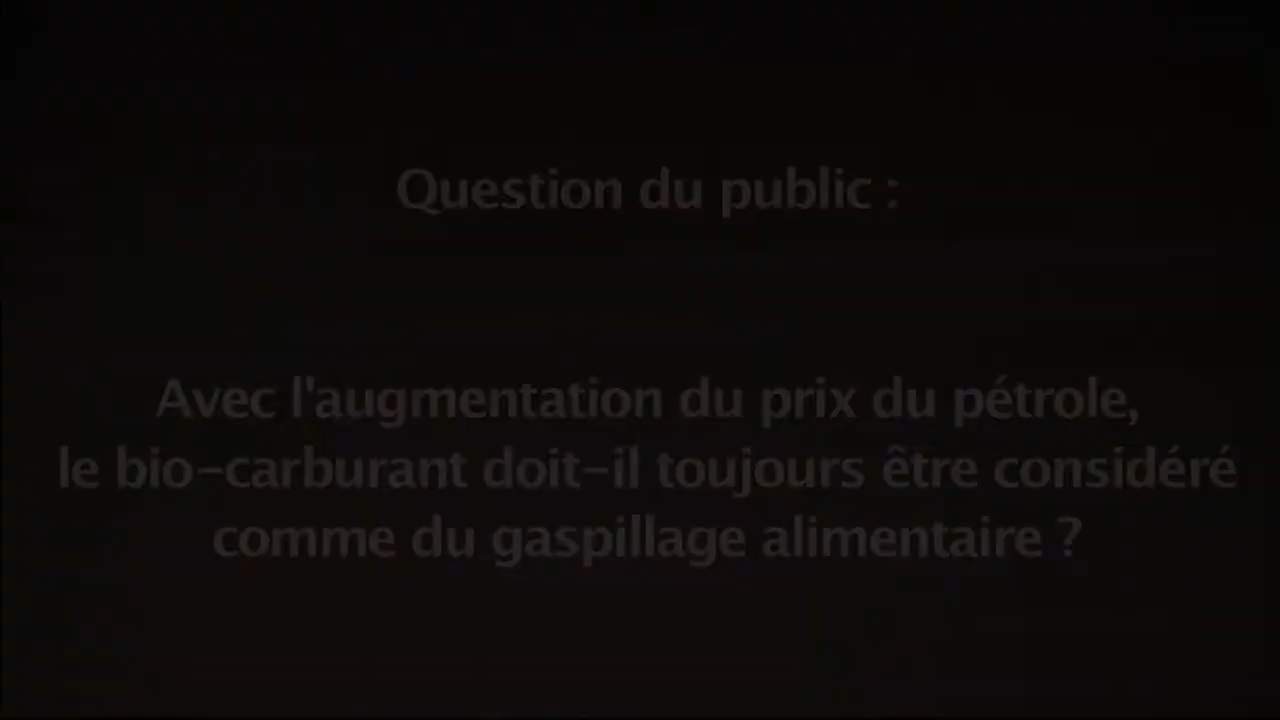 Question du public :
Avec l'augmentation du prix du pétrole,
le bio-carburant doit-il toujours être considéré
comme du gaspillage alimentaire ?